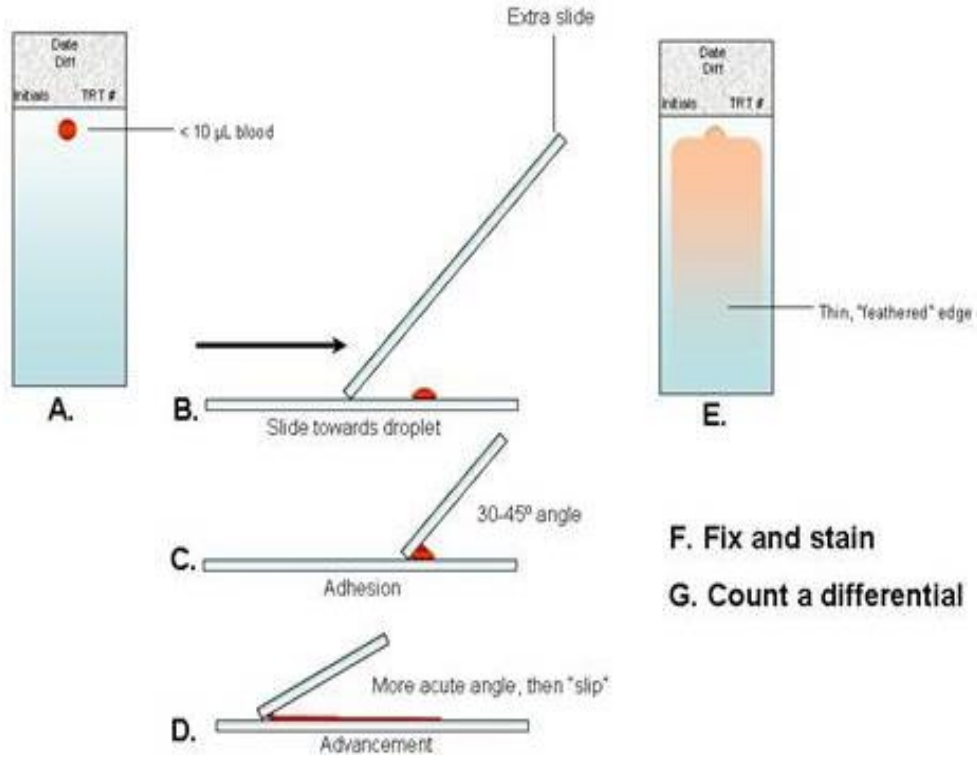 Extra slide
Date
Diff
Initials TRT #
< 10 µL blood
A.
B.
Slide towards droplet
30-45º angle
C.
Adhesion
More acute angle, then "slip"
D.
Advancement
Date
Diff
Initials TRT #
Thin, "feathered" edge
E.
F. Fix and stain
G. Count a differential